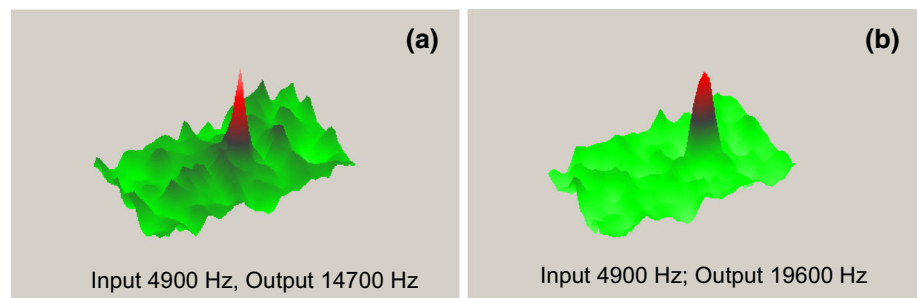 (a)
Input 4900 Hz, Output 14700 Hz
(b)
Input 4900 Hz; Output 19600 Hz